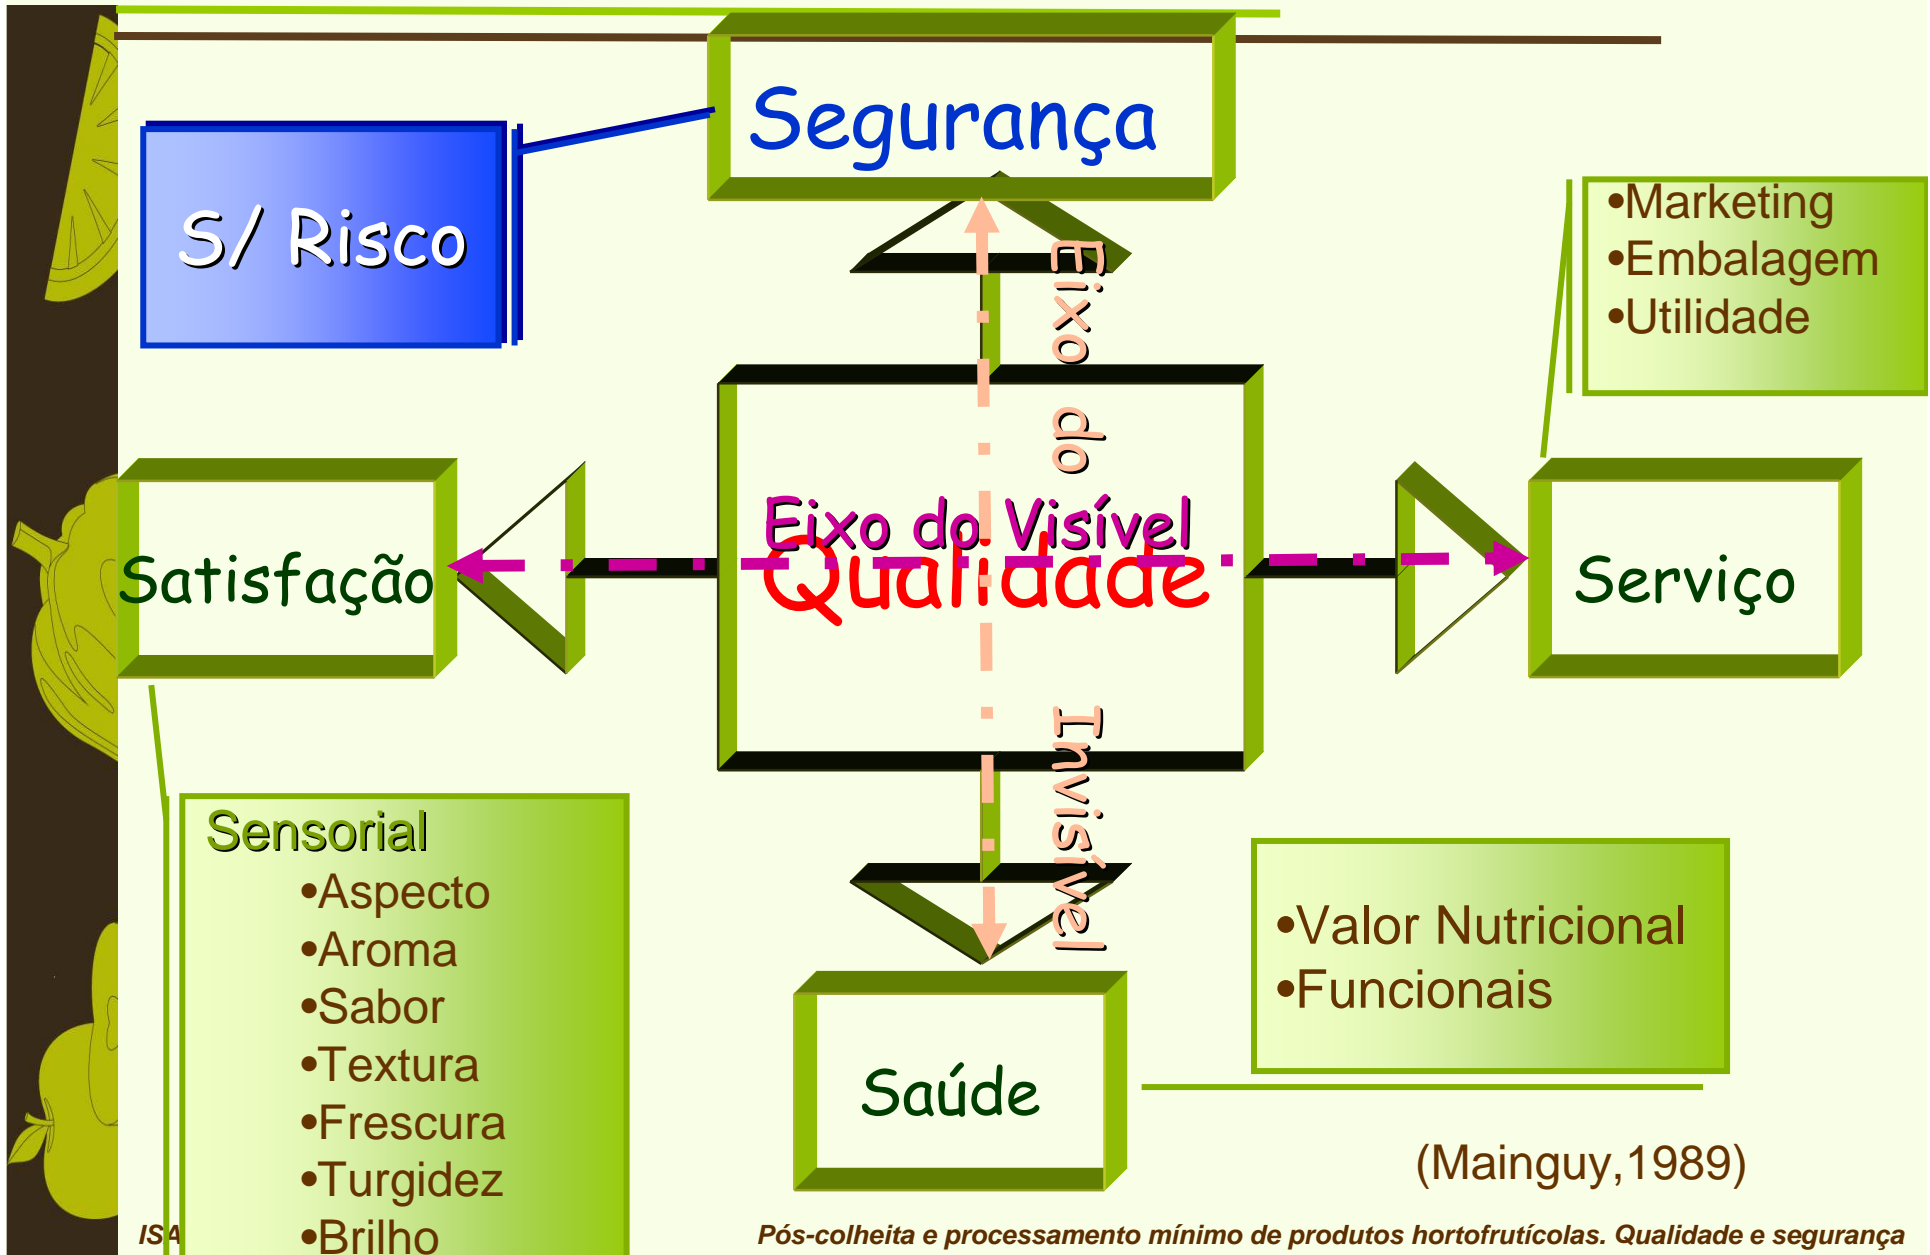 Segurança
S/ Risco
•Marketing
•Embalagem
•Utilidade
Eixo do Invisível
Eixo do Visível
Qualidade
Satisfação
Serviço
Sensorial
•Aspecto
•Aroma
•Sabor
•Textura
•Frescura
•Turgidez
•Brilho
•Valor Nutricional
•Funcionais
Saúde
(Mainguy,1989)
ISA
Pós-colheita e processamento mínimo de produtos hortofrutícolas. Qualidade e segurança